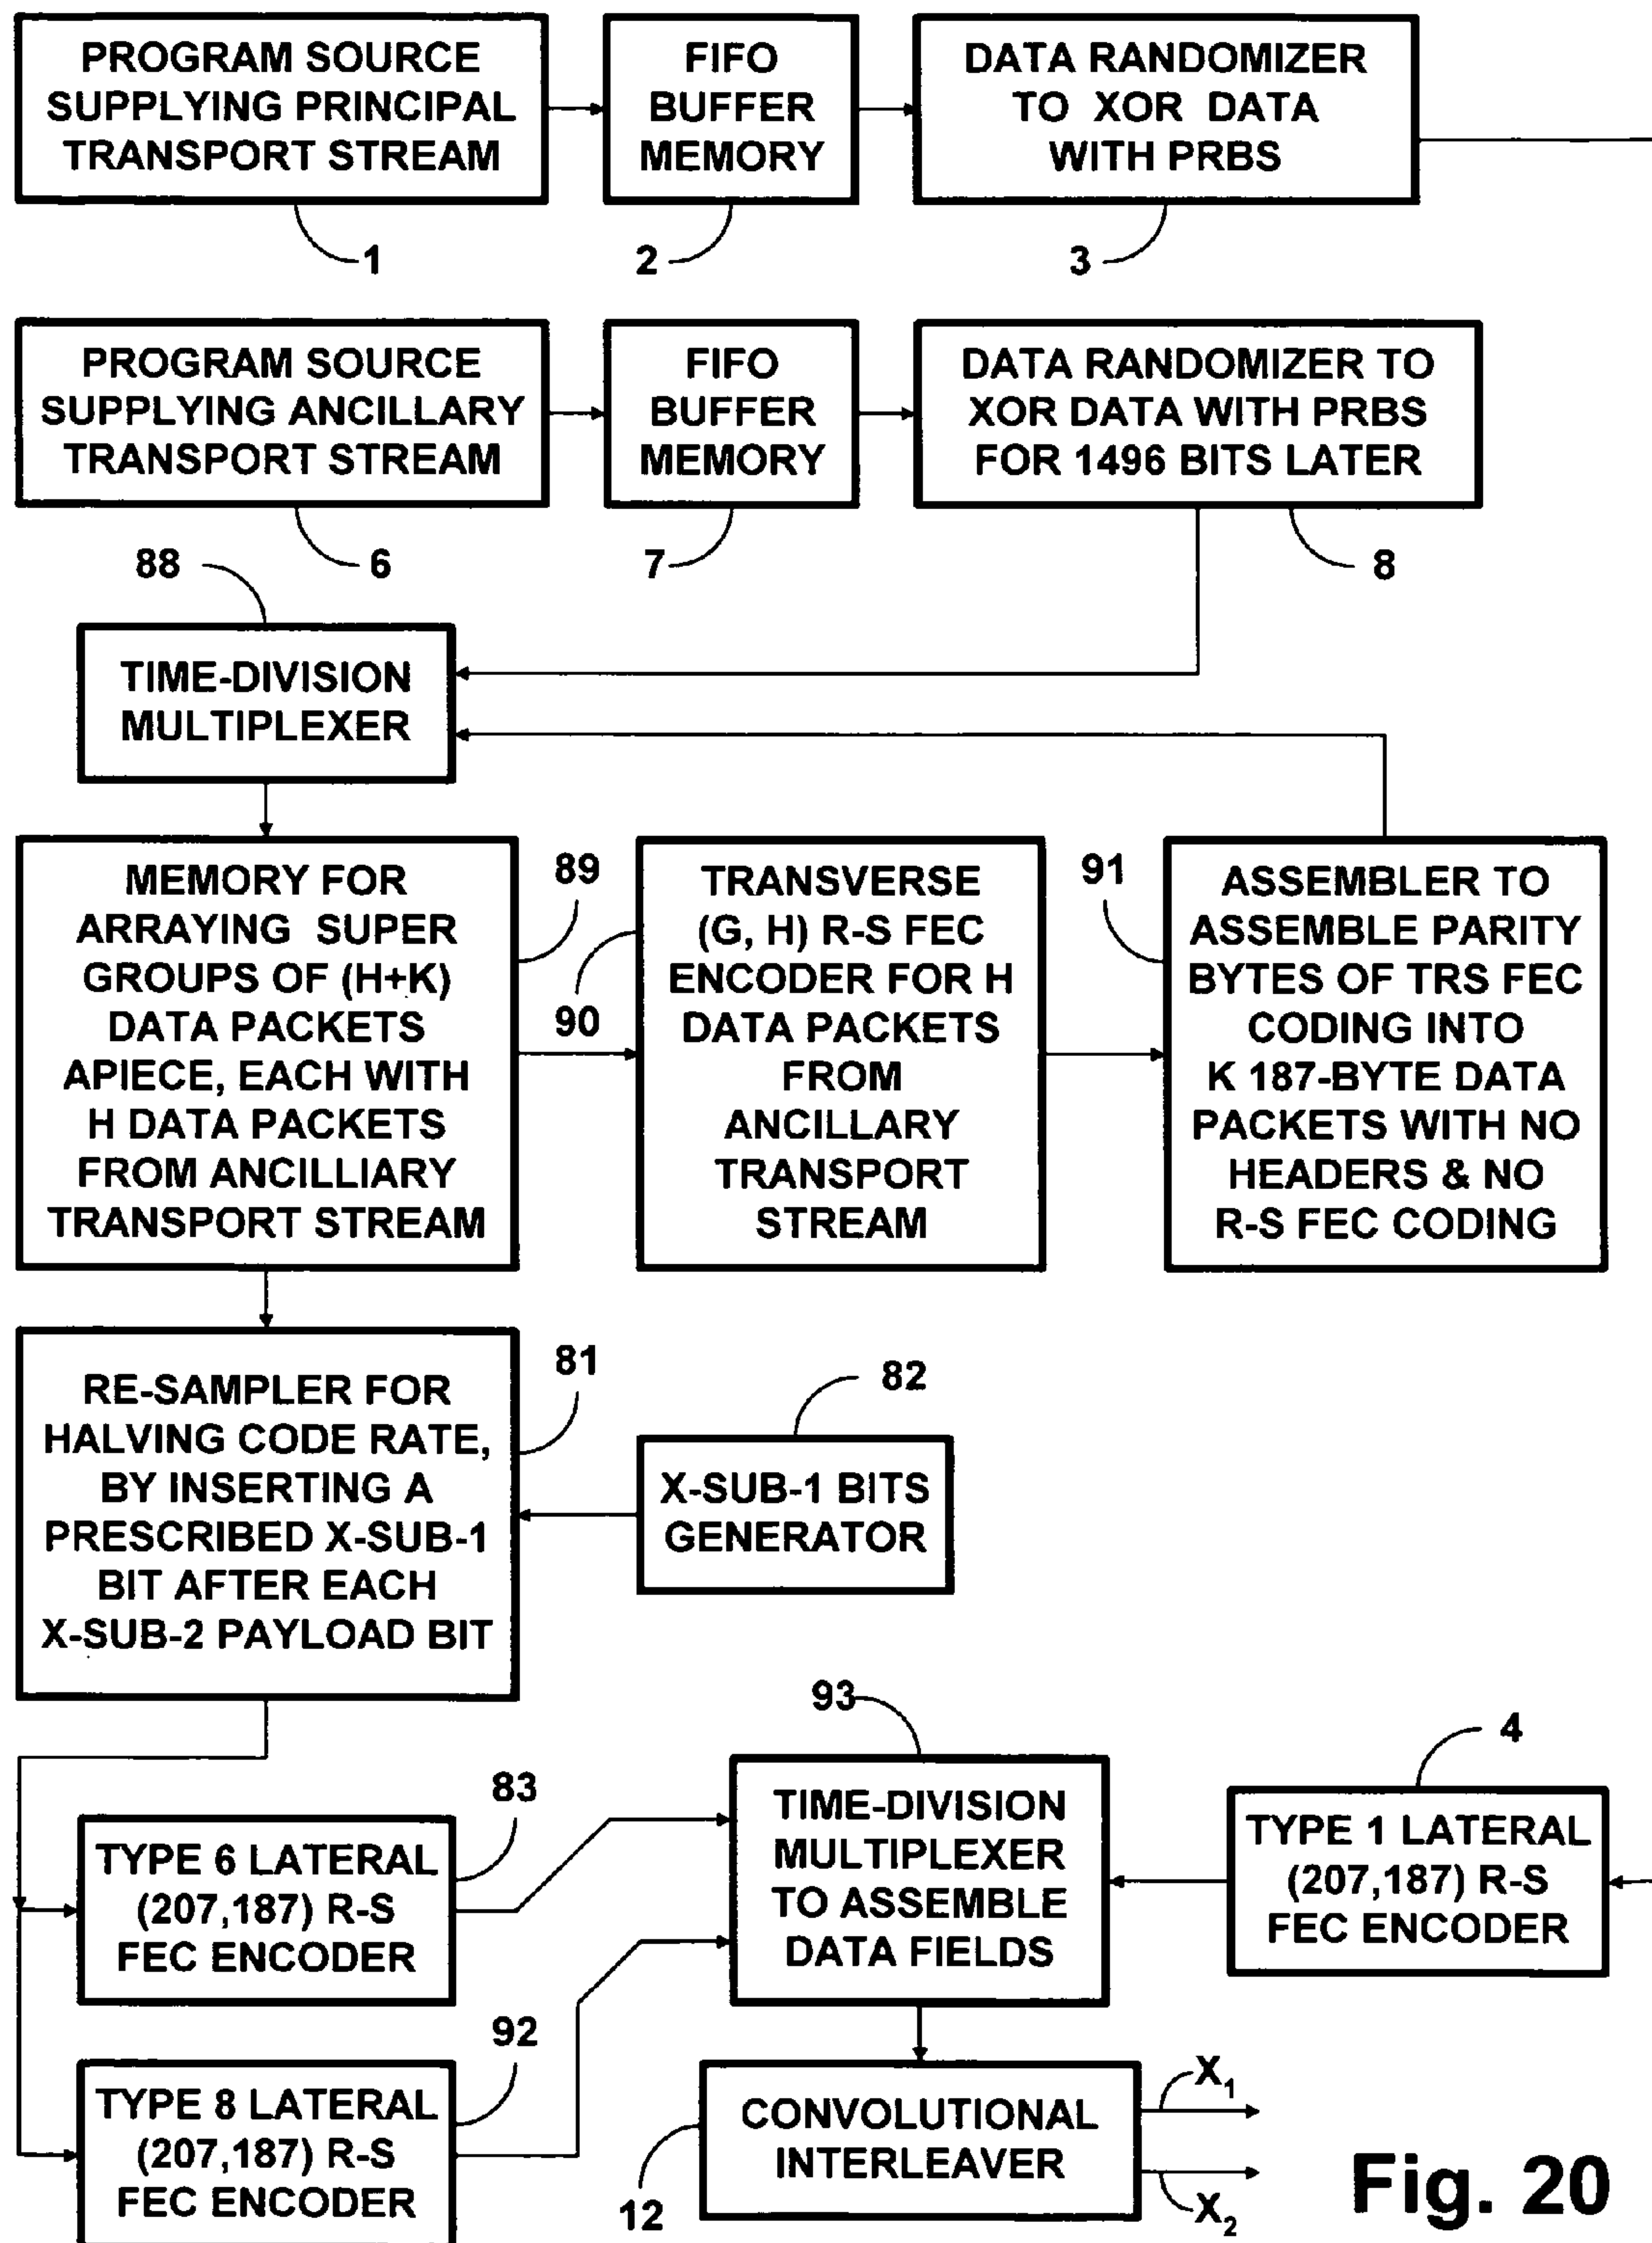 PROGRAM SOURCE
SUPPLYING PRINCIPAL
TRANSPORT STREAM
1
FIFO
BUFFER
MEMORY
2
DATA RANDOMIZER
TO XOR DATA
WITH PRBS
3
PROGRAM SOURCE
SUPPLYING ANCILLARY
TRANSPORT STREAM
6
FIFO
BUFFER
MEMORY
7
DATA RANDOMIZER TO
XOR DATA WITH PRBS
FOR 1496 BITS LATER
8
88
TIME-DIVISION
MULTIPLEXER
MEMORY FOR
ARRAYING SUPER
GROUPS OF (H+K)
DATA PACKETS
APIECE, EACH WITH
H DATA PACKETS
FROM ANCILLIARY
TRANSPORT STREAM
89
90
TRANSVERSE
(G, H) R-S FEC
ENCODER FOR H
DATA PACKETS
FROM
ANCILLARY
TRANSPORT
STREAM
91
ASSEMBLER TO
ASSEMBLE PARITY
BYTES OF TRS FEC
CODING INTO
K 187-BYTE DATA
PACKETS WITH NO
HEADERS & NO
R-S FEC CODING
RE-SAMPLER FOR
HALVING CODE RATE,
BY INSERTING A
PRESCRIBED X-SUB-1
BIT AFTER EACH
X-SUB-2 PAYLOAD BIT
81
82
X-SUB-1 BITS
GENERATOR
83
TYPE 6 LATERAL
(207,187) R-S
FEC ENCODER
92
TYPE 8 LATERAL
(207,187) R-S
FEC ENCODER
93
TIME-DIVISION
MULTIPLEXER
TO ASSEMBLE
DATA FIELDS
4
TYPE 1 LATERAL
(207,187) R-S
FEC ENCODER
CONVOLUTIONAL
INTERLEAVER
12
X₁
X₂
Fig. 20